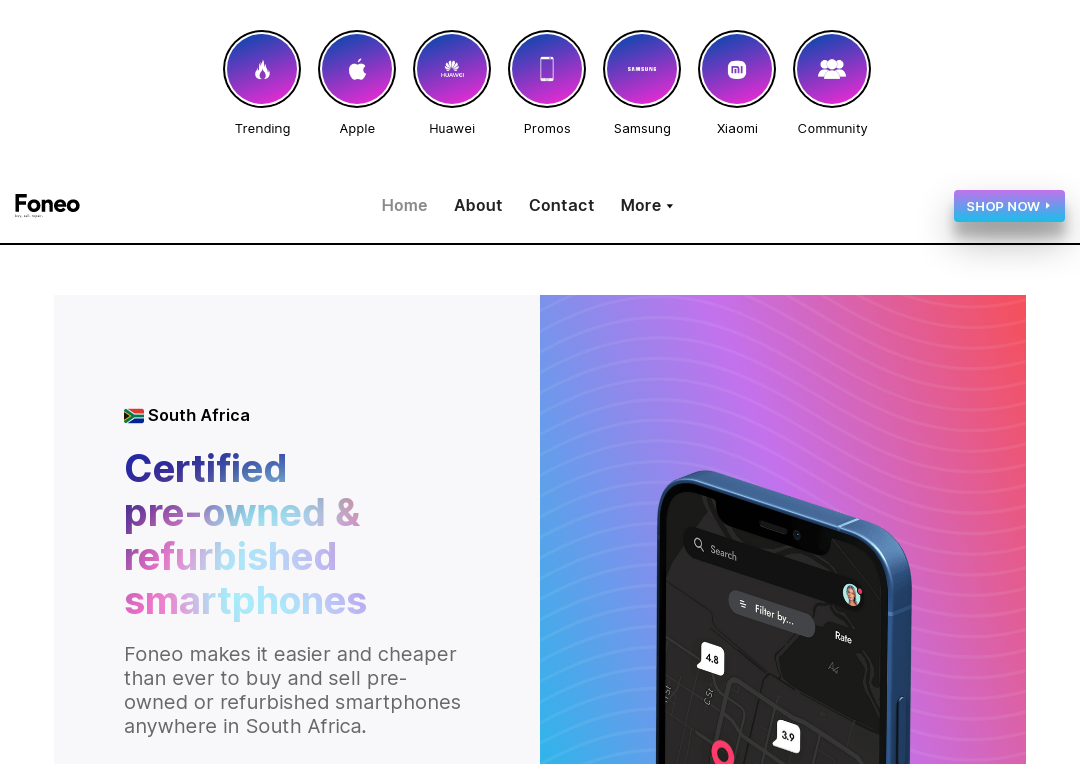 HUAWEI
SAMSUNG
Trending
Apple
Huawei
Promos
Samsung
Xiaomi
Community
Foneo
Home
About
Contact
More
SHOP NOW
South Africa
Certified
pre-owned &
refurbished
smartphones
Foneo makes it easier and cheaper
than ever to buy and sell pre-
owned or refurbished smartphones
anywhere in South Africa.
Search
Filter by...
Rate
A4
4.8
C St
3.9